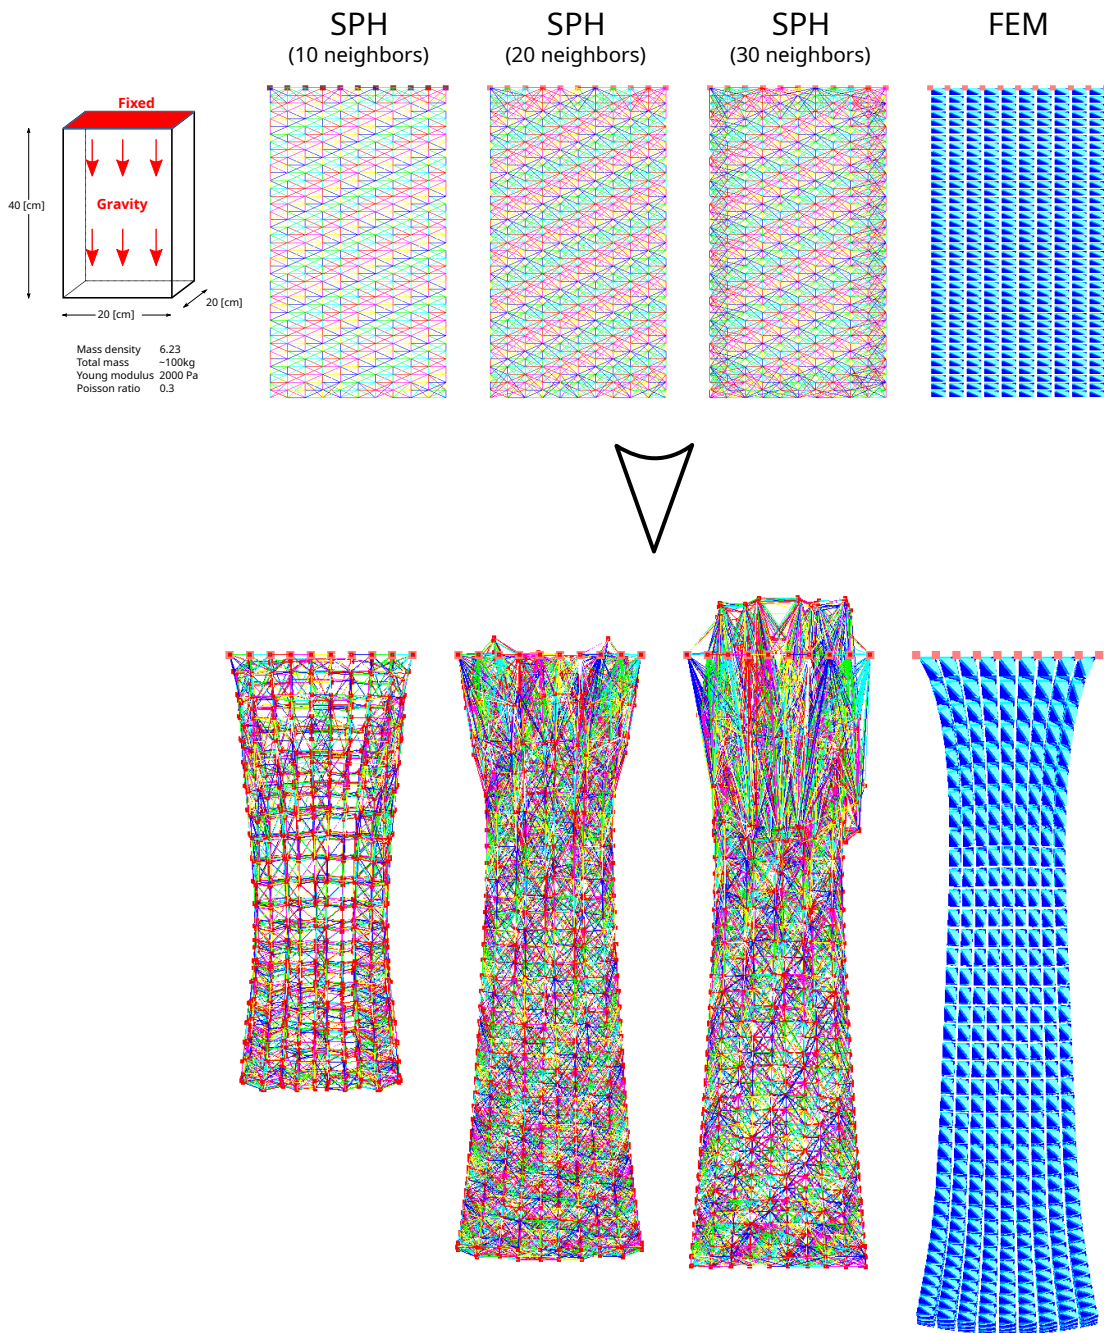 SPH
(10 neighbors)
SPH
(20 neighbors)
SPH
(30 neighbors)
FEM
Fixed
40 [cm]
Gravity
20 [cm]
20 [cm]
Mass density 6.23
Total mass ~100kg
Young modulus 2000 Pa
Poisson ratio 0.3